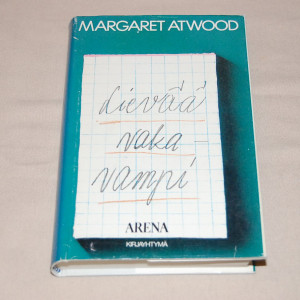 MARGARET ATWOOD
Lievää
vaka
vampi
ARENA
KIRJAYHTYMÄ